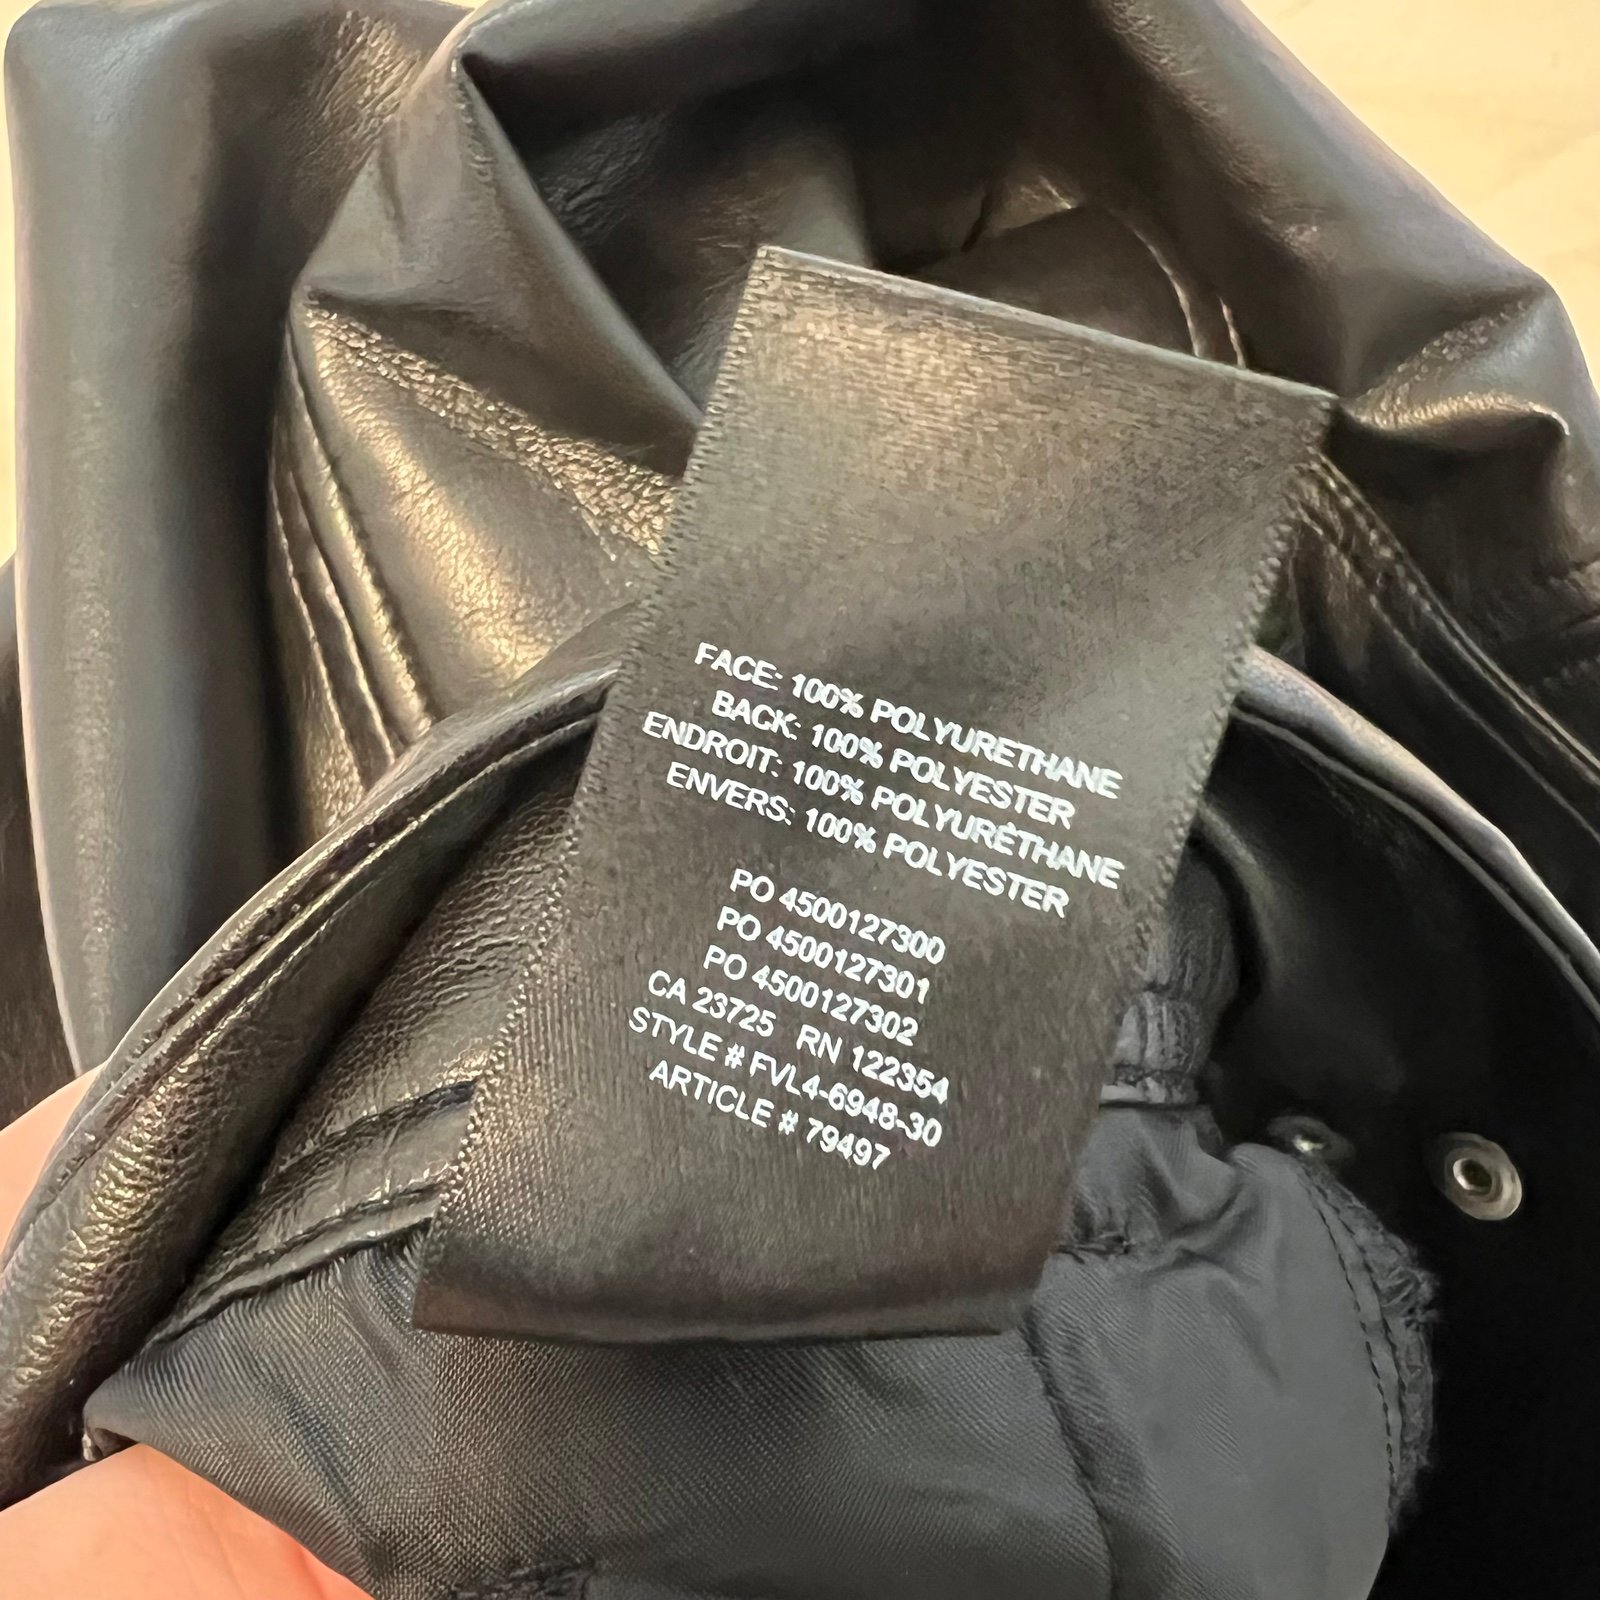 FACE: 100% POLYURETHANE
BACK: 100% POLYESTER
ENDROIT: 100% POLYURÉTHANE
ENVERS: 100% POLYESTER
PO 4500127300
PO 4500127301
PO 4500127302
CA 23725 RN 122354
STYLE # FVL4-6948-30
ARTICLE # 79497